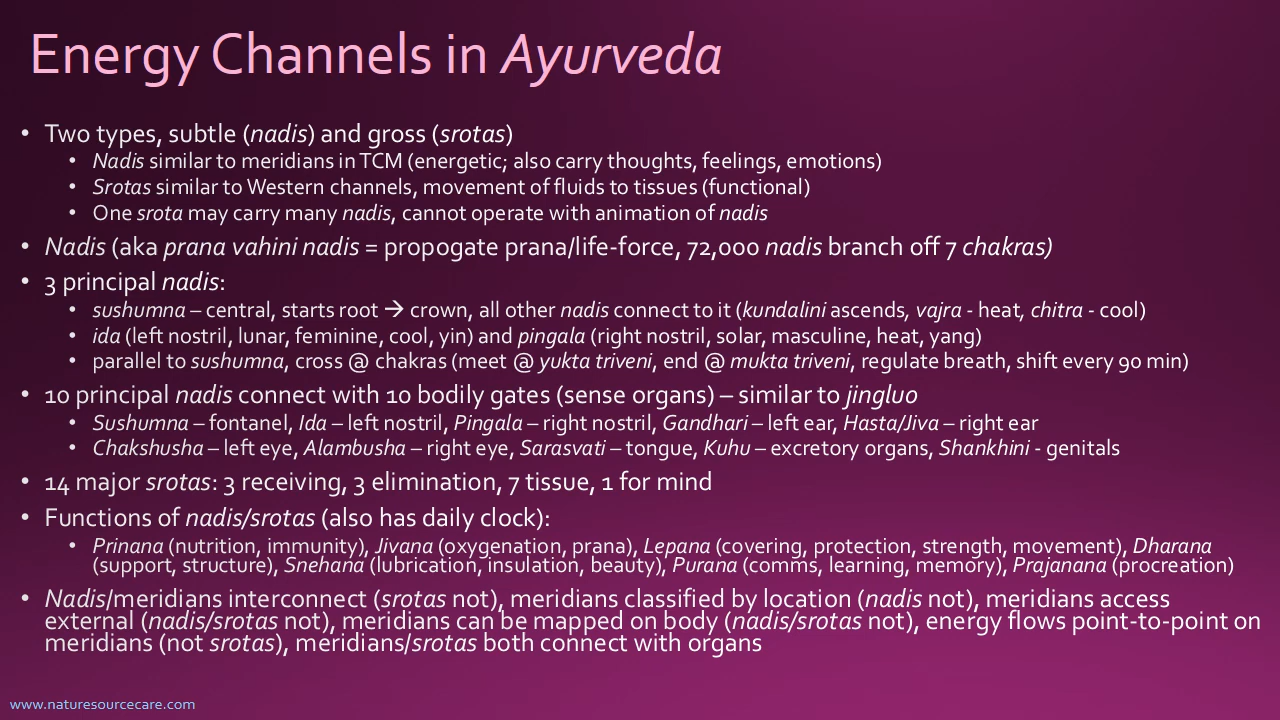 Energy Channels in Ayurveda
• Two types, subtle (nadis) and gross (srotas)
• Nadis similar to meridians in TCM (energetic; also carry thoughts, feelings, emotions)
• Srotas similar to Western channels, movement of fluids to tissues (functional)
• One srota may carry many nadis, cannot operate with animation of nadis
• Nadis (aka prana vahini nadis = propogate prana/life-force, 72,000 nadis branch off 7 chakras)
• 3 principal nadis:
• sushumna – central, starts root → crown, all other nadis connect to it (kundalini ascends, vajra - heat, chitra - cool)
• ida (left nostril, lunar, feminine, cool, yin) and pingala (right nostril, solar, masculine, heat, yang)
• parallel to sushumna, cross @ chakras (meet @ yukta triveni, end @ mukta triveni, regulate breath, shift every 90 min)
• 10 principal nadis connect with 10 bodily gates (sense organs) – similar to jingluo
• Sushumna – fontanel, Ida – left nostril, Pingala – right nostril, Gandhari – left ear, Hasta/Jiva – right ear
• Chakshusha – left eye, Alambusha – right eye, Sarasvati – tongue, Kuhu – excretory organs, Shankhini - genitals
• 14 major srotas: 3 receiving, 3 elimination, 7 tissue, 1 for mind
• Functions of nadis/srotas (also has daily clock):
• Prinana (nutrition, immunity), Jivana (oxygenation, prana), Lepana (covering, protection, strength, movement), Dharana
(support, structure), Snehana (lubrication, insulation, beauty), Purana (comms, learning, memory), Prajanana (procreation)
• Nadis/meridians interconnect (srotas not), meridians classified by location (nadis not), meridians access
external (nadis/srotas not), meridians can be mapped on body (nadis/srotas not), energy flows point-to-point on
meridians (not srotas), meridians/srotas both connect with organs
www.naturesourcecare.com